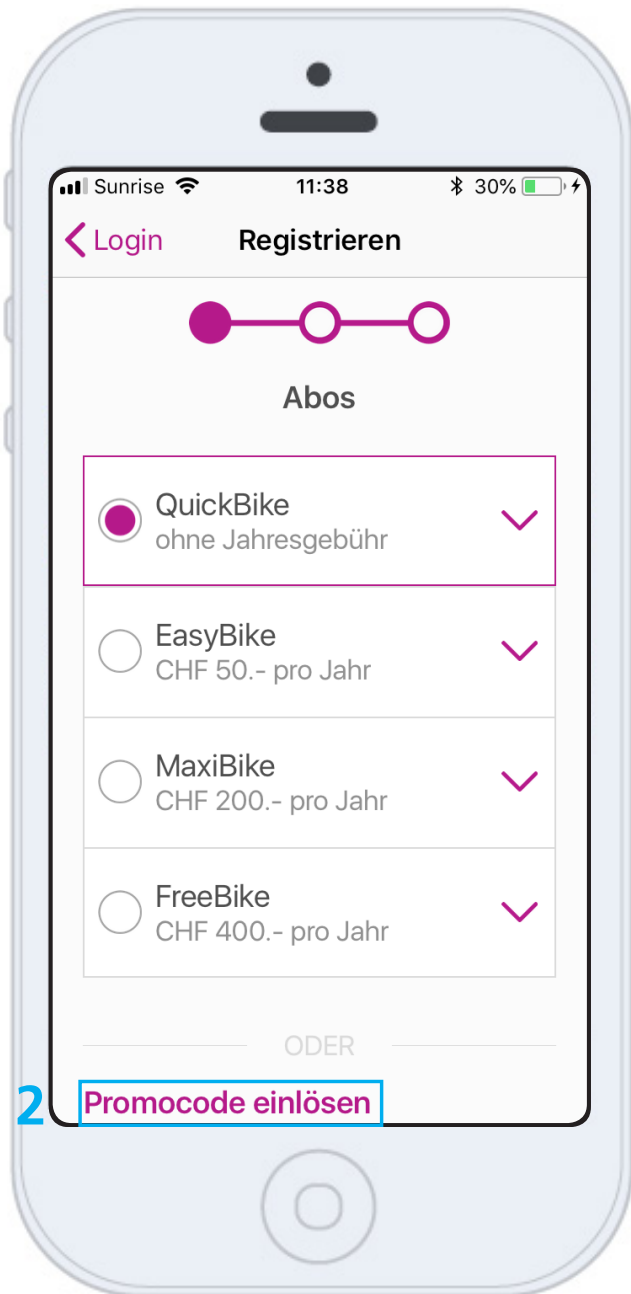 Sunrise 11:38 30%
Login Registrieren
Abos
QuickBike
ohne Jahresgebühr
EasyBike
CHF 50.- pro Jahr
MaxiBike
CHF 200.- pro Jahr
FreeBike
CHF 400.- pro Jahr
ODER
2 Promocode einlösen